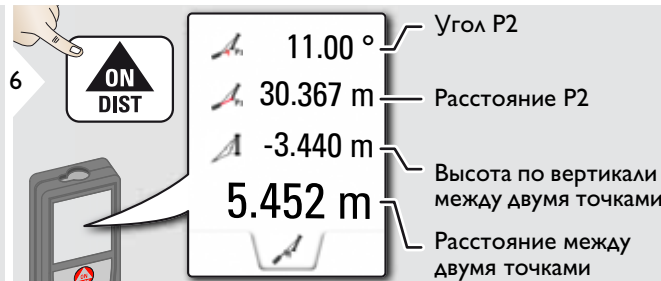 6
ON
DIST
11.00 °
Угол P2
30.367 m
Расстояние P2
-3.440 m
Высота по вертикали
между двумя точками
5.452 m
Расстояние между
двумя точками